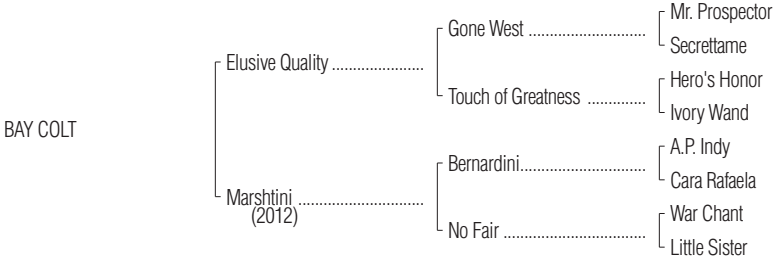 Mr. Prospector
Gone West ..............................
Secrettame
Elusive Quality ........................
Hero's Honor
Touch of Greatness ...............
Ivory Wand
BAY COLT
A.P. Indy
Bernardini................................
Cara Rafaela
Marshtini ................................
(2012)
War Chant
No Fair ....................................
Little Sister